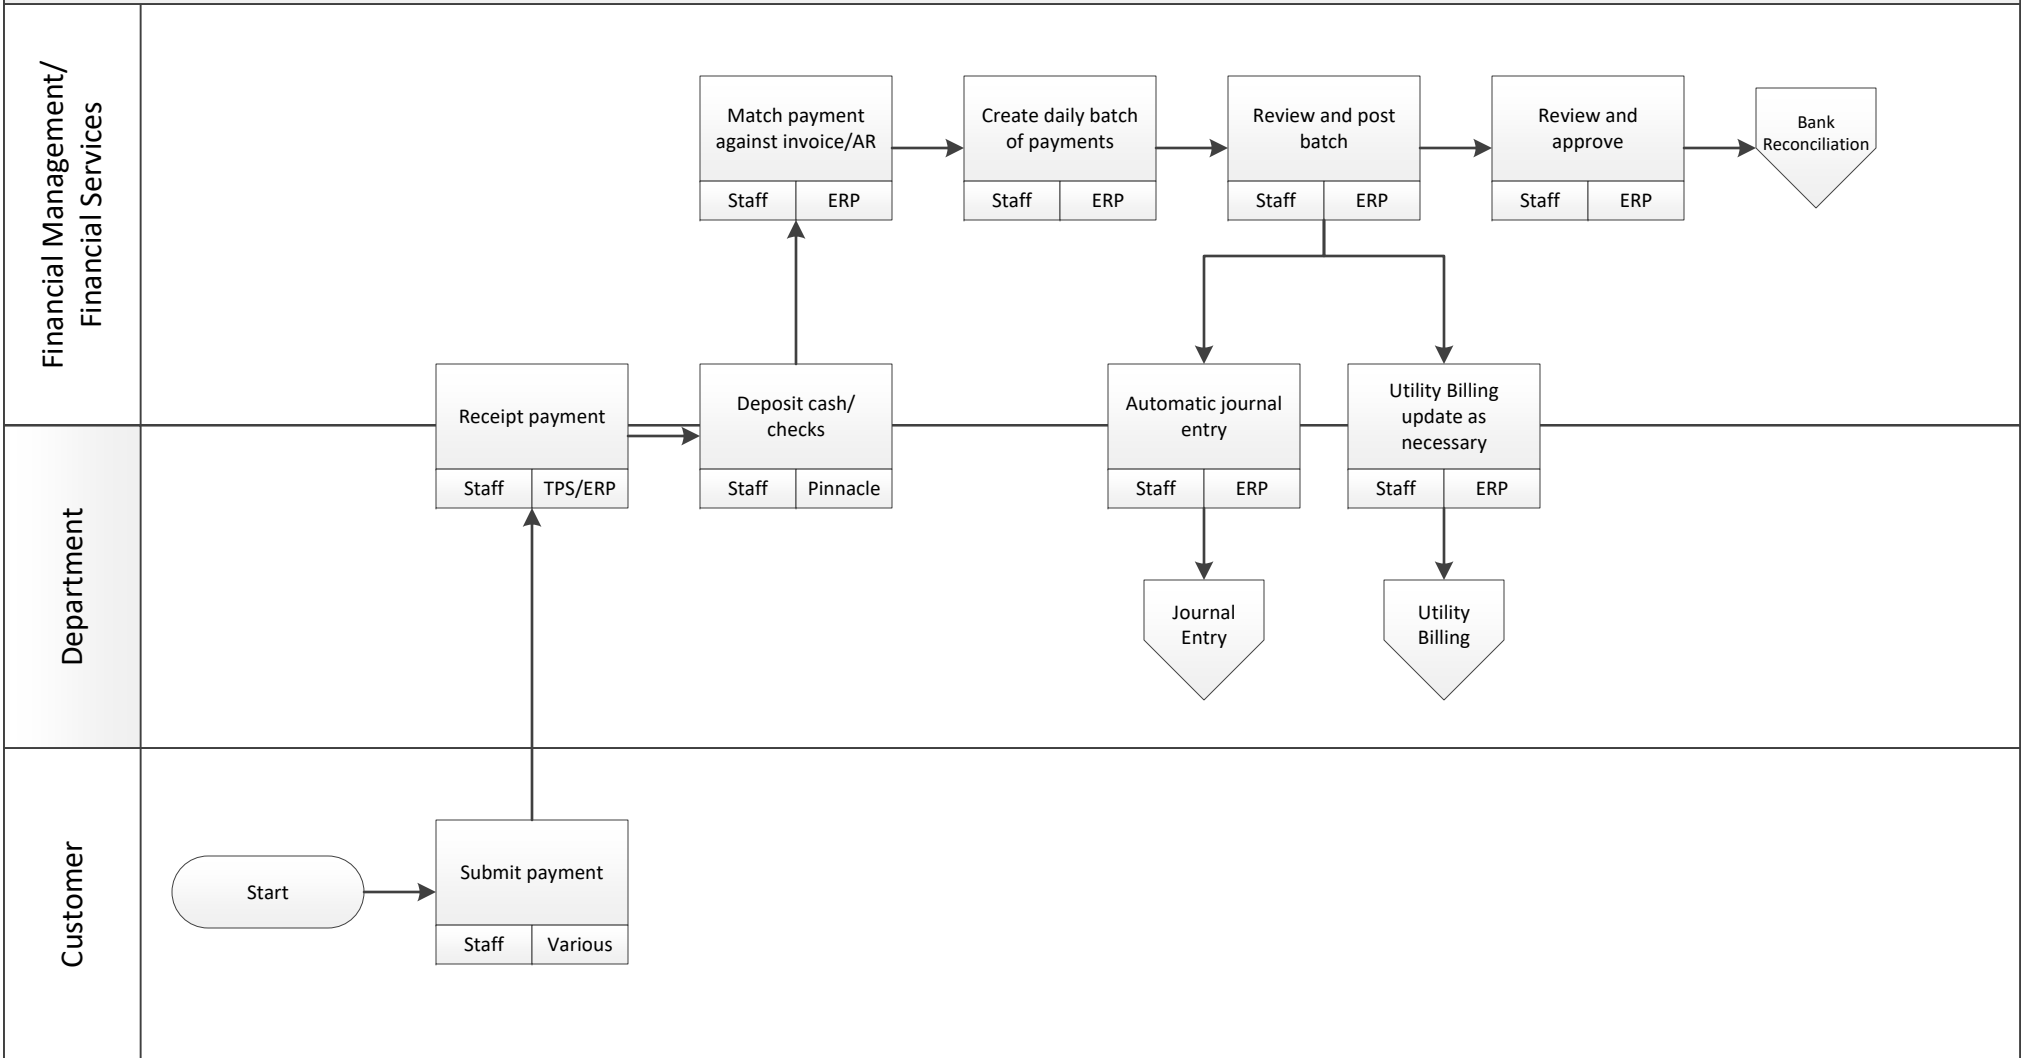 Financial Management/
Financial Services
Match payment
against invoice/AR
Staff
ERP
Create daily batch
of payments
Staff
ERP
Review and post
batch
Staff
ERP
Review and
approve
Staff
ERP
Bank
Reconciliation
Receipt payment
Staff
TPS/ERP
Deposit cash/
checks
Staff
Pinnacle
Automatic journal
entry
Staff
ERP
Utility Billing
update as
necessary
Staff
ERP
Department
Journal
Entry
Utility
Billing
Customer
Start
Submit payment
Staff
Various